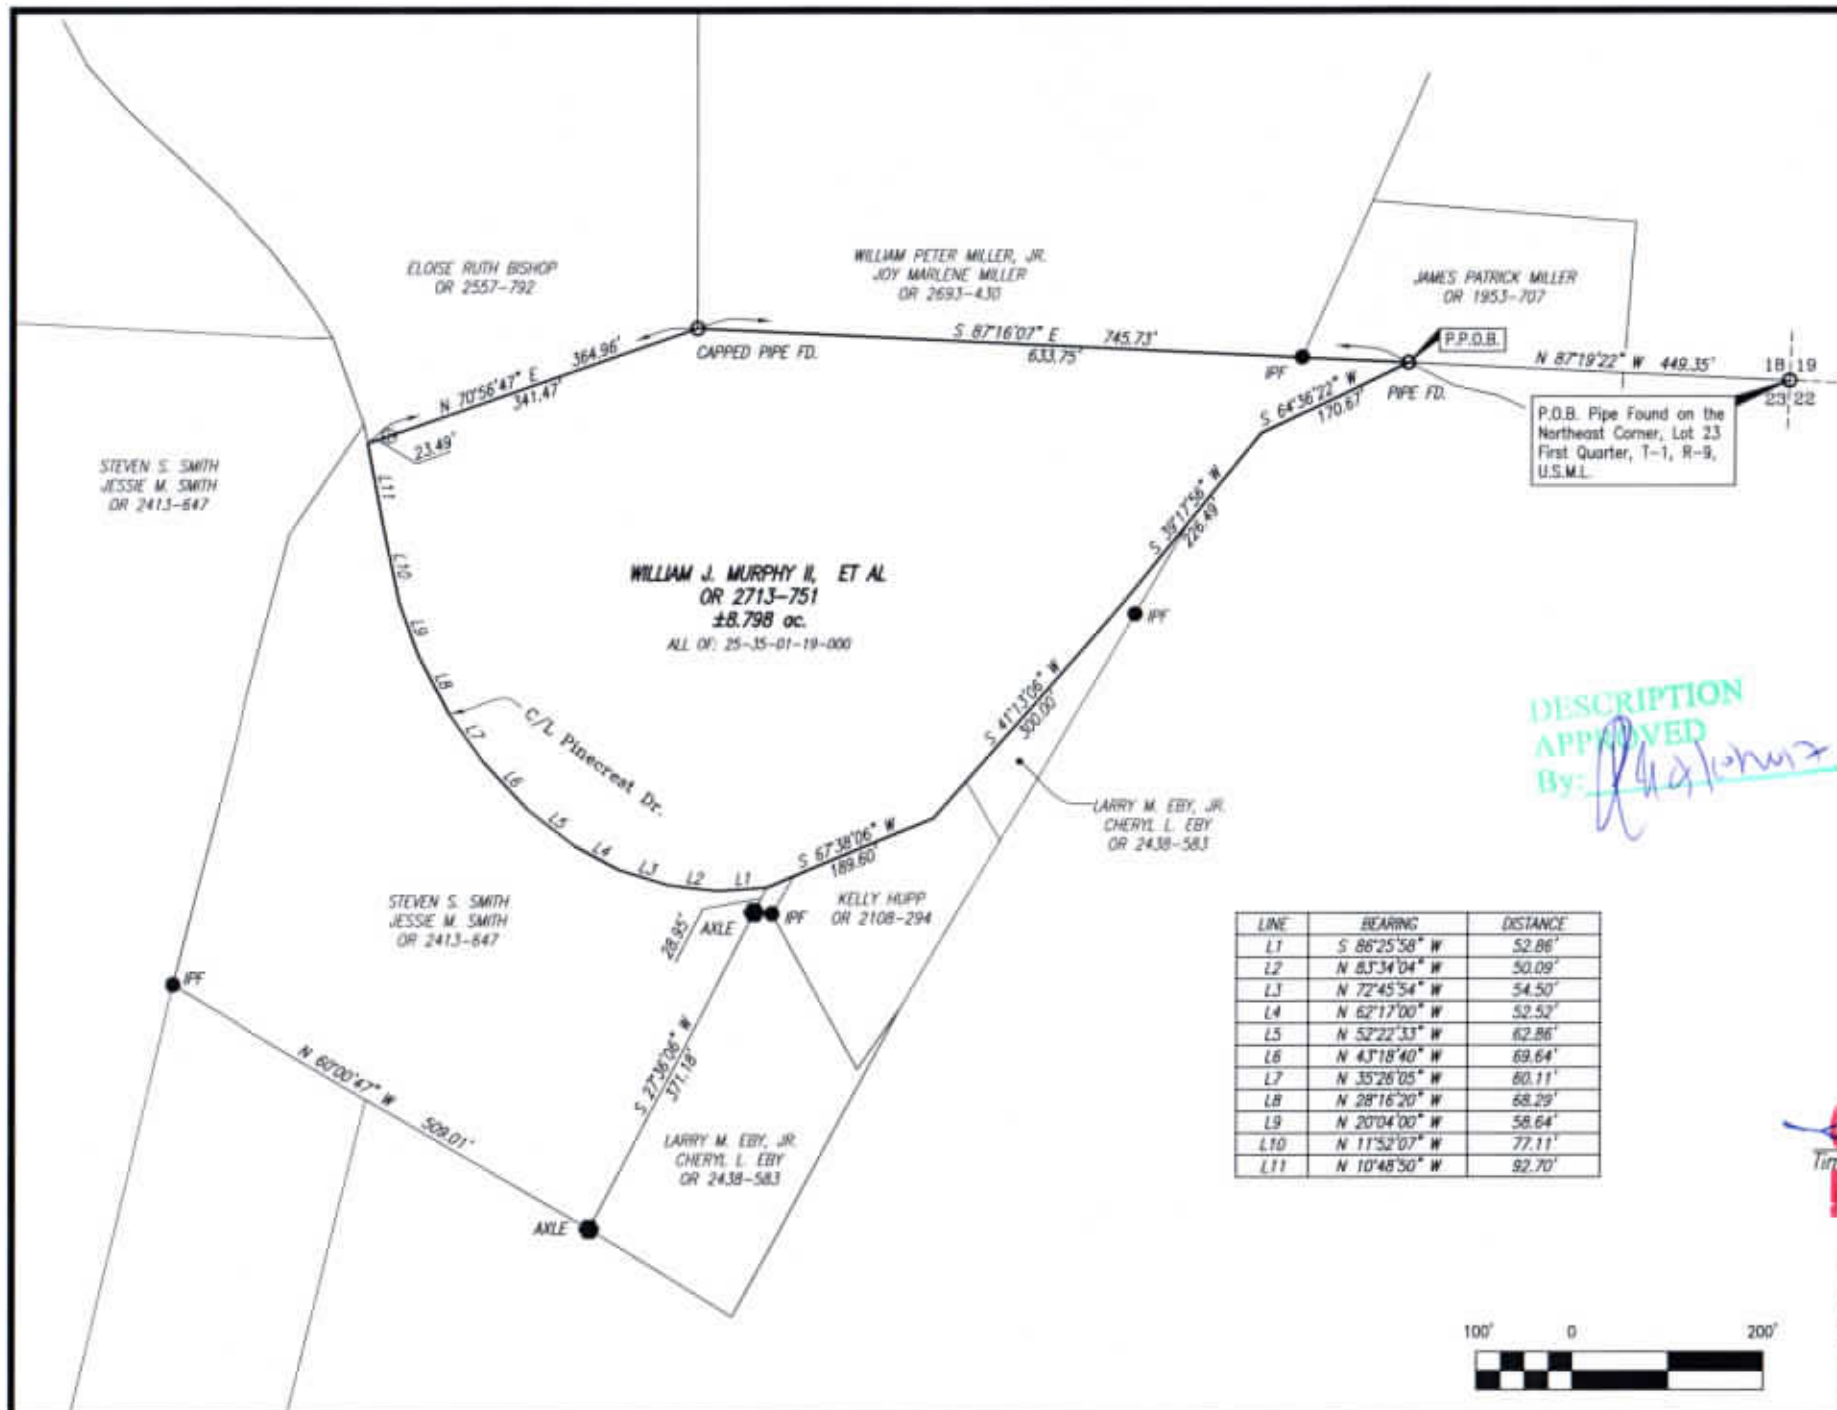 ELOISE RUTH BISHOP
OR 2557-792
WILLIAM PETER MILLER, JR.
JOY MARLENE MILLER
OR 2693-430
JAMES PATRICK MILLER
OR 1953-707
S 87°16'07" E 745.73'
633.75'
P.P.O.B.
N 87°19'22" W 449.35'
18 19
23 22
CAPPED PIPE FD.
IPF
PIPE FD.
N 70°56'47" E 364.96'
341.47'
23.49'
S 64°36'22" W
170.67'
P.O.B. Pipe Found on the
Northeast Corner, Lot 23
First Quarter, T-1, R-9,
U.S.M.L.
STEVEN S. SMITH
JESSIE M. SMITH
OR 2413-647
S 39°17'56" W
226.49'
WILLIAM J. MURPHY II, ET AL
OR 2713-751
±8.798 ac.
ALL OF: 25-35-01-19-000
IPF
L11
L10
L9
L8
L7
L6
L5
L4
L3
L2
L1
C/L Pinecrest Dr.
S 41°13'06" W
300.00'
DESCRIPTION
APPROVED
By:
LARRY M. EBY, JR.
CHERYL L. EBY
OR 2438-583
S 67°38'06" W
189.60'
KELLY HUPP
OR 2108-294
STEVEN S. SMITH
JESSIE M. SMITH
OR 2413-647
28.95'
AXLE
IPF
IPF
N 60°00'47" W 509.01'
S 27°36'06" W
371.18'
LARRY M. EBY, JR.
CHERYL L. EBY
OR 2438-583
AXLE
LINE BEARING DISTANCE
L1 S 86°25'58" W 52.86'
L2 N 83°34'04" W 50.09'
L3 N 72°45'54" W 54.50'
L4 N 62°17'00" W 52.52'
L5 N 52°22'33" W 62.86'
L6 N 43°18'40" W 69.64'
L7 N 35°26'05" W 60.11'
L8 N 28°16'20" W 68.29'
L9 N 20°04'00" W 58.64'
L10 N 11°52'07" W 77.11'
L11 N 10°48'50" W 92.70'
100' 0 200'